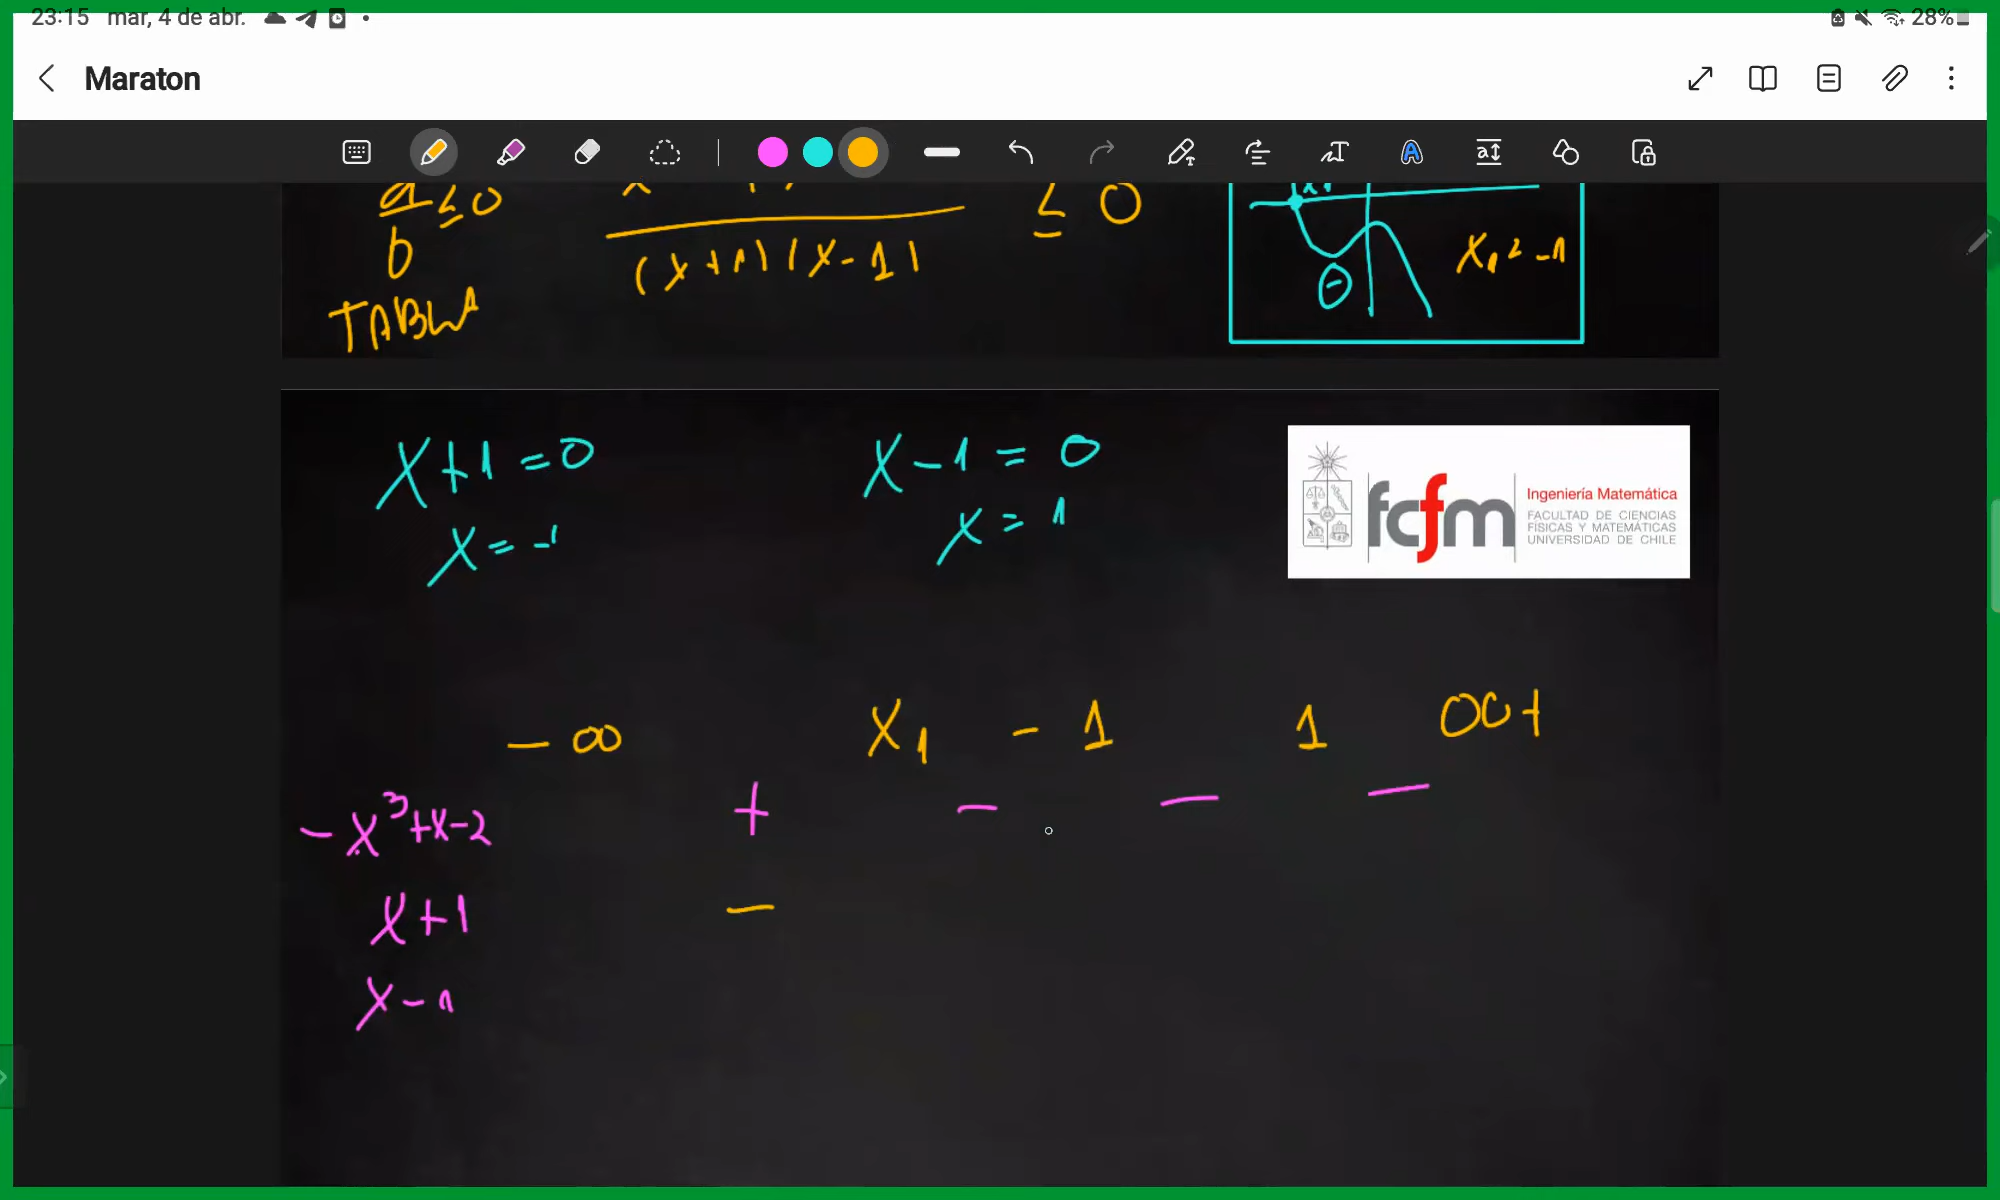 23:15 mar, 4 de abr. 28%
Maraton
a/b ≤ 0
(x+1)(x-1) ≤ 0
x₁
x₁² -1
TABLA
x+1=0
x=-1
x-1=0
x=1
fcfm
Ingeniería Matemática
FACULTAD DE CIENCIAS
FÍSICAS Y MATEMÁTICAS
UNIVERSIDAD DE CHILE
-∞ x₁ -1 1 ∞+
-x³+x-2 + - - -
x+1 -
x-1